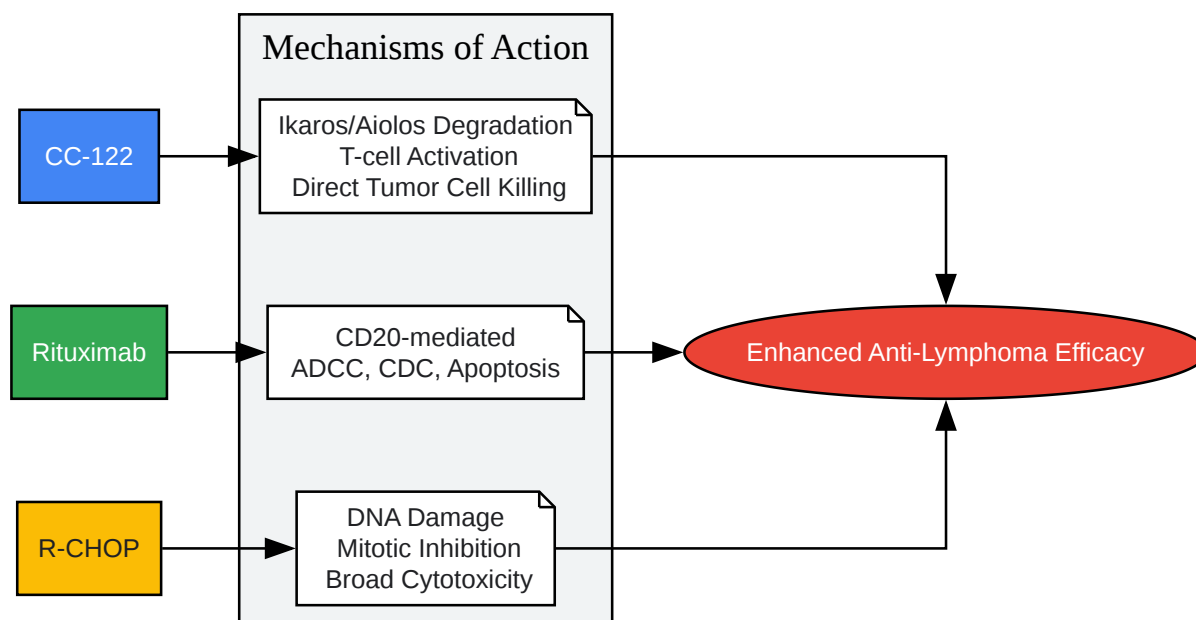 Mechanisms of Action
CC-122
Ikaros/Aiolos Degradation
T-cell Activation
Direct Tumor Cell Killing
Rituximab
CD20-mediated
ADCC, CDC, Apoptosis
Enhanced Anti-Lymphoma Efficacy
R-CHOP
DNA Damage
Mitotic Inhibition
Broad Cytotoxicity